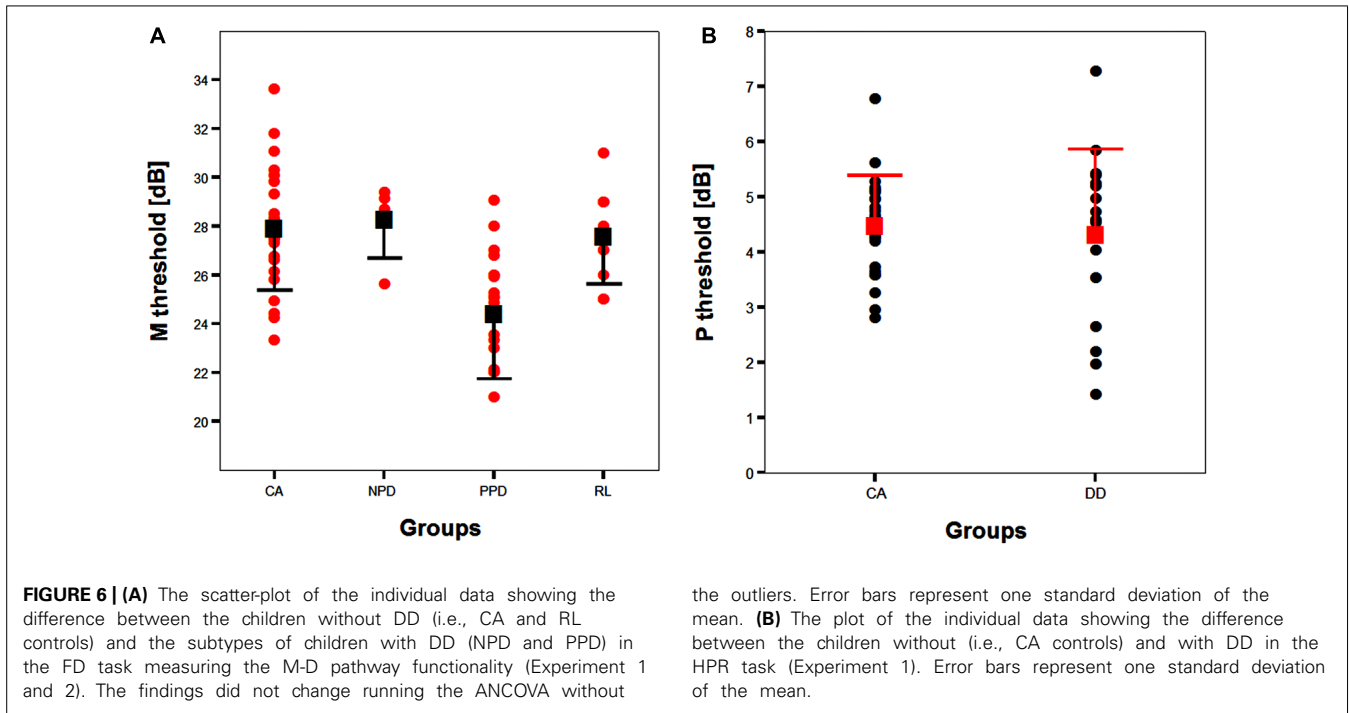 A
M threshold [dB]
34
32
30
28
26
24
22
20
CA NPD PPD RL
Groups
B
P threshold [dB]
8
7
6
5
4
3
2
1
0
CA DD
Groups
FIGURE 6 | (A) The scatter-plot of the individual data showing the
difference between the children without DD (i.e., CA and RL
controls) and the subtypes of children with DD (NPD and PPD) in
the FD task measuring the M-D pathway functionality (Experiment 1
and 2). The findings did not change running the ANCOVA without
the outliers. Error bars represent one standard deviation of the
mean. (B) The plot of the individual data showing the difference
between the children without (i.e., CA controls) and with DD in the
HPR task (Experiment 1). Error bars represent one standard deviation
of the mean.